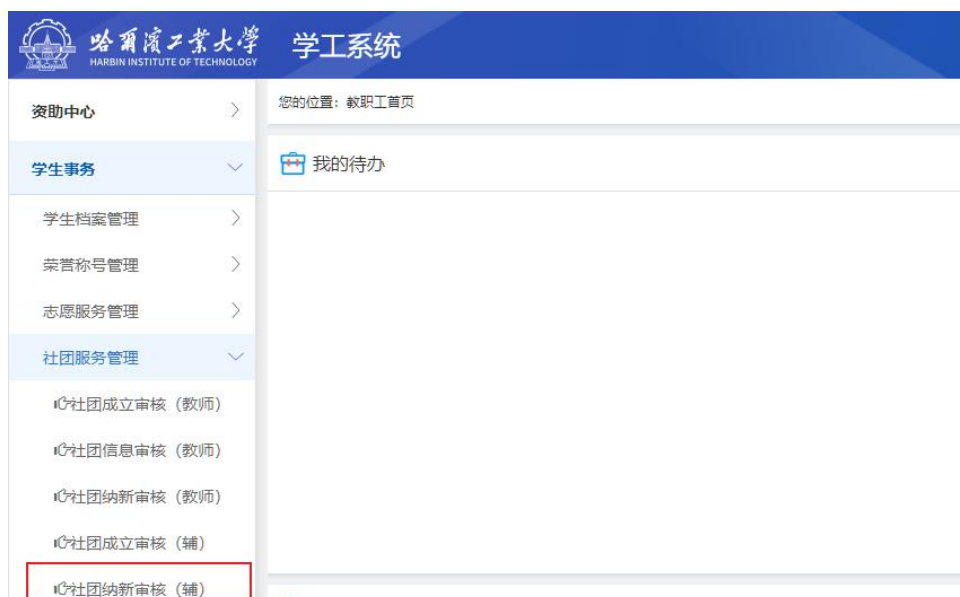 哈爾濱工業大學
HARBIN INSTITUTE OF TECHNOLOGY
学工系统
您的位置：教职工首页
资助中心
我的待办
学生事务
学生档案管理
荣誉称号管理
志愿服务管理
社团服务管理
社团成立审核（教师）
社团信息审核（教师）
社团纳新审核（教师）
社团成立审核（辅）
社团纳新审核（辅）